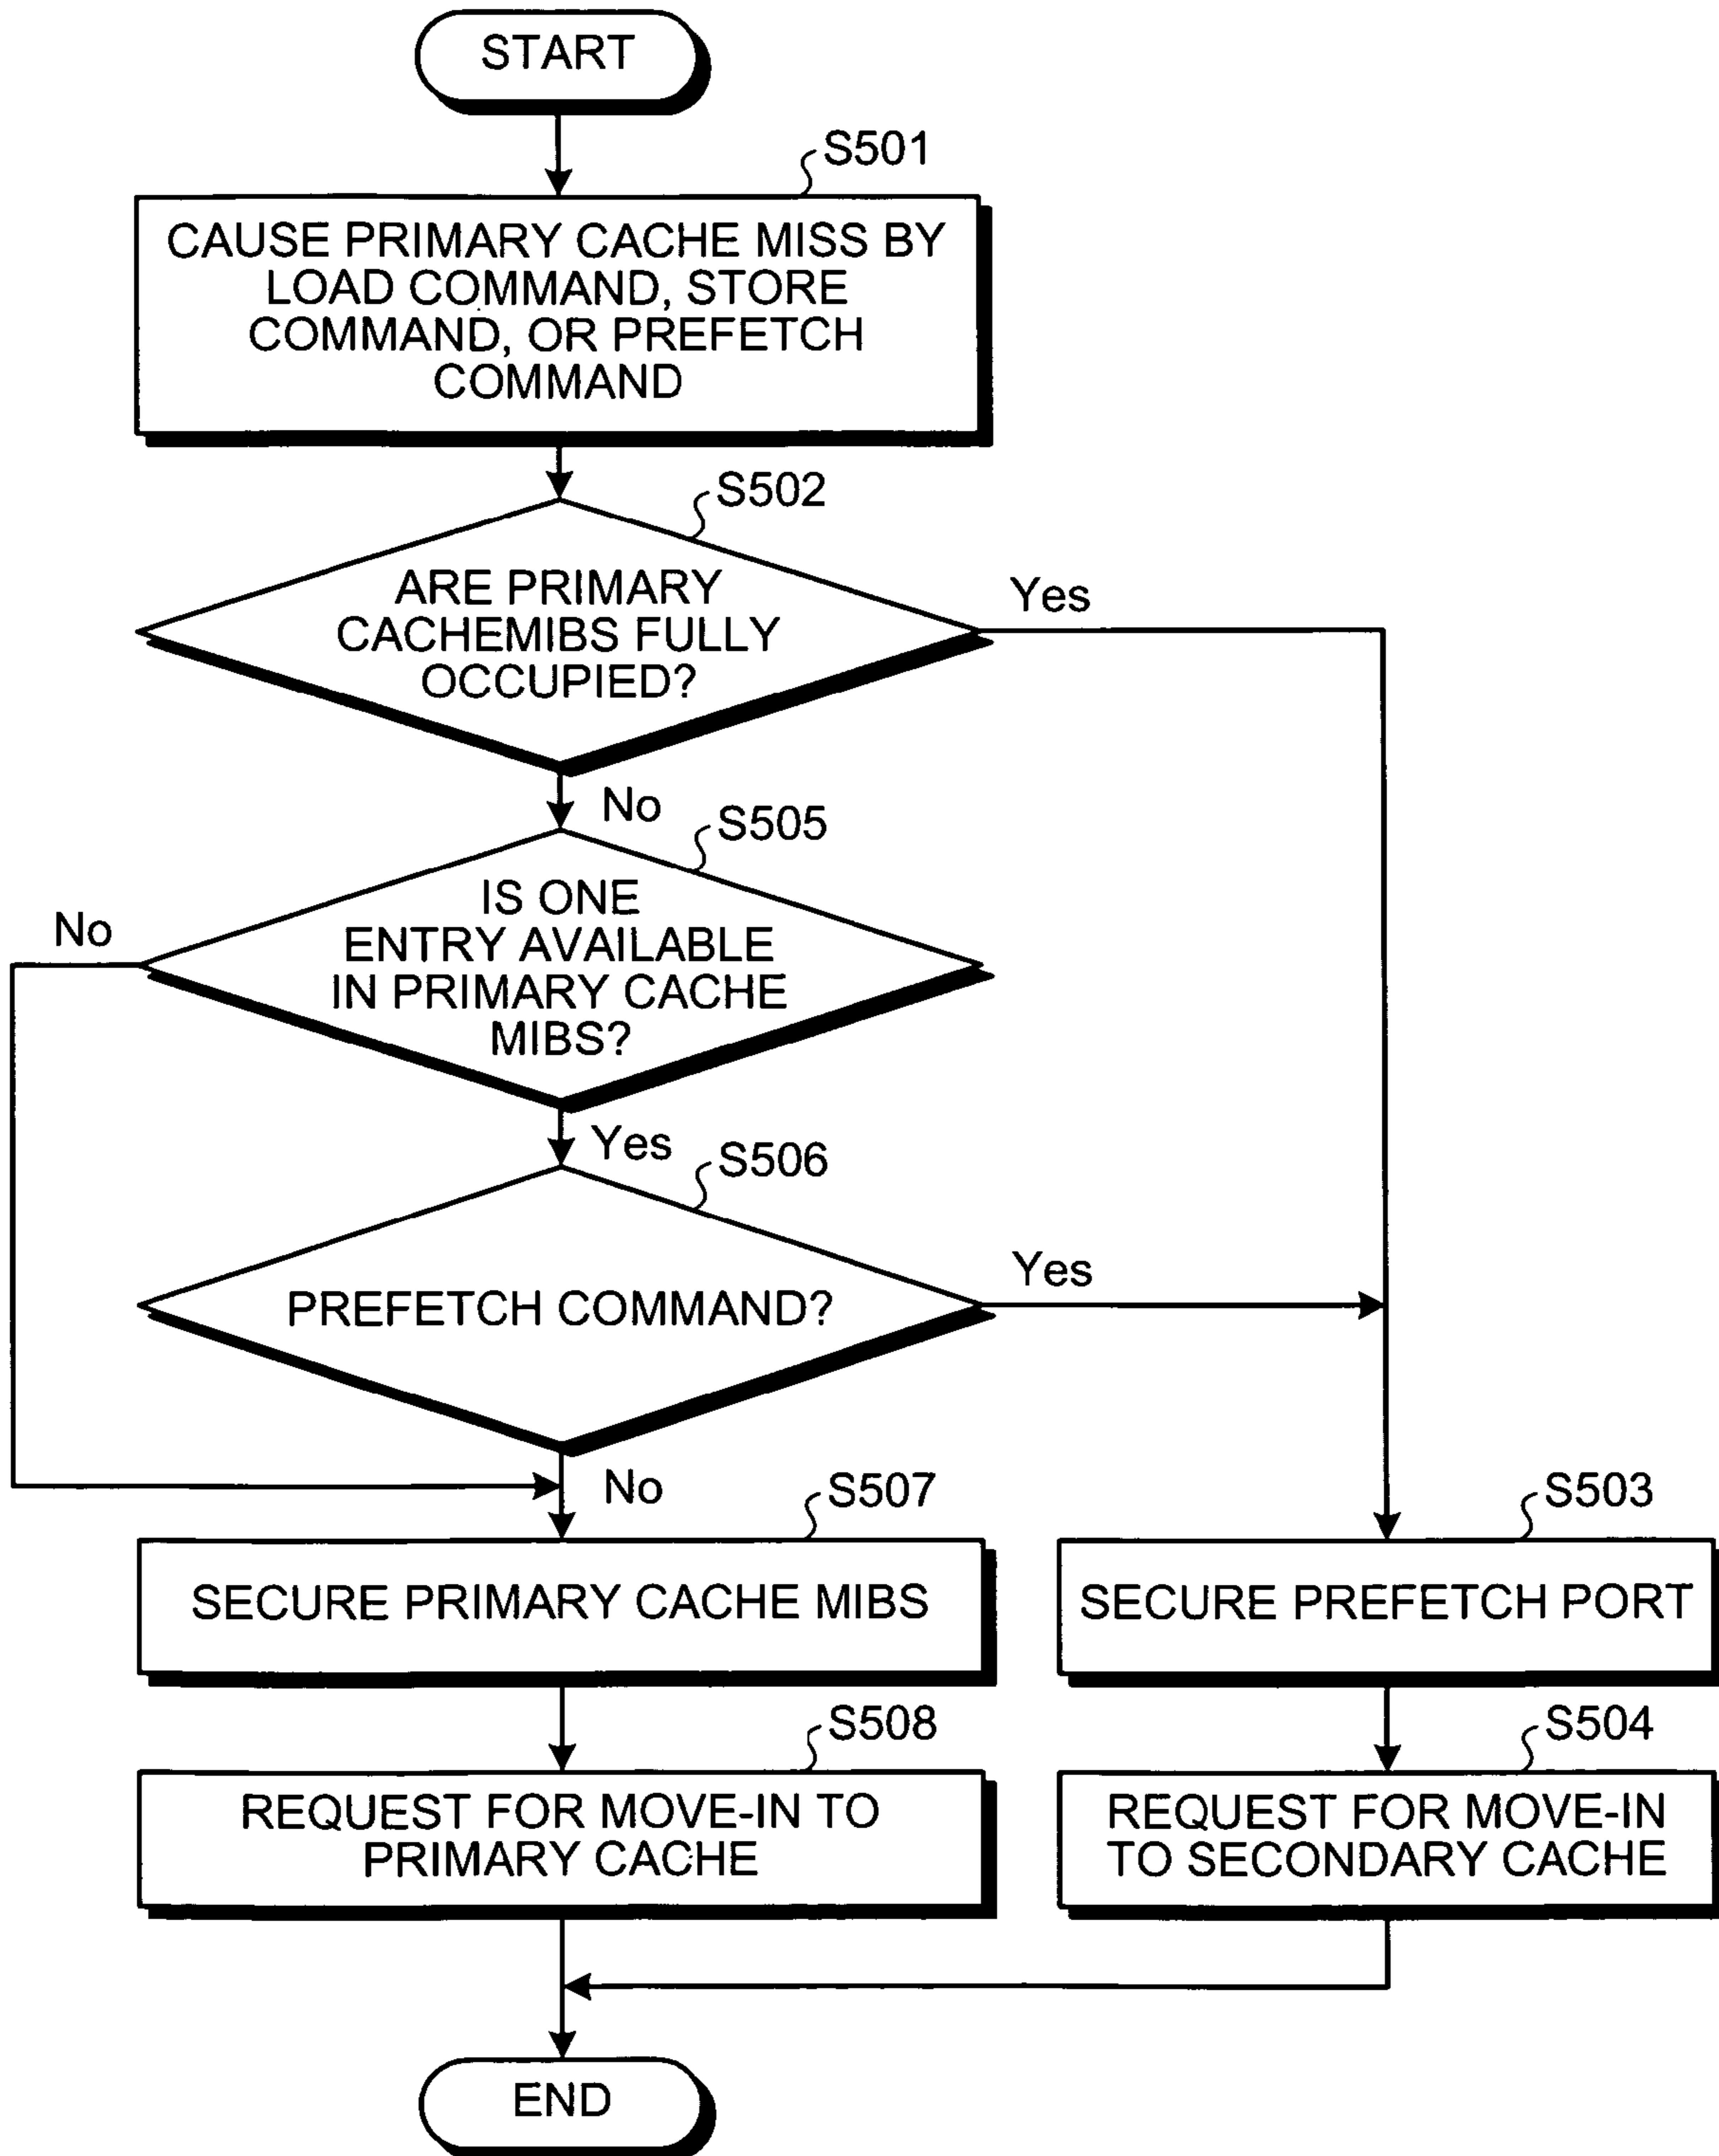 START
S501
CAUSE PRIMARY CACHE MISS BY
LOAD COMMAND, STORE
COMMAND, OR PREFETCH
COMMAND
S502
ARE PRIMARY
CACHEMIBS FULLY
OCCUPIED?
Yes
No
S505
IS ONE
ENTRY AVAILABLE
IN PRIMARY CACHE
MIBS?
No
Yes
S506
PREFETCH COMMAND?
Yes
No
S507
SECURE PRIMARY CACHE MIBS
S503
SECURE PREFETCH PORT
S508
REQUEST FOR MOVE-IN TO
PRIMARY CACHE
S504
REQUEST FOR MOVE-IN
TO SECONDARY CACHE
END